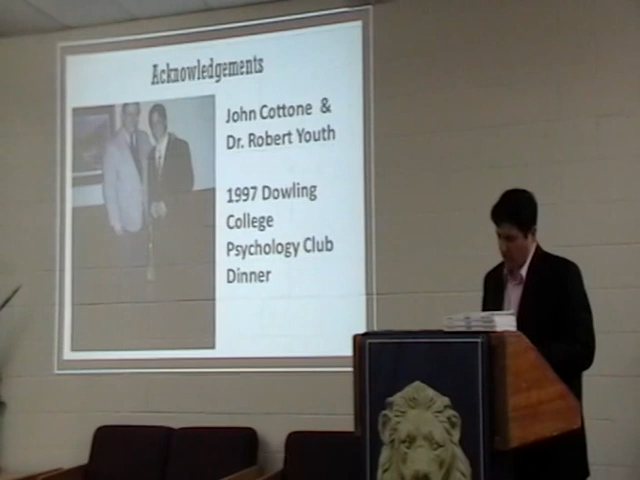 Acknowledgements
John Cottone &
Dr. Robert Youth
1997 Dowling
College
Psychology Club
Dinner